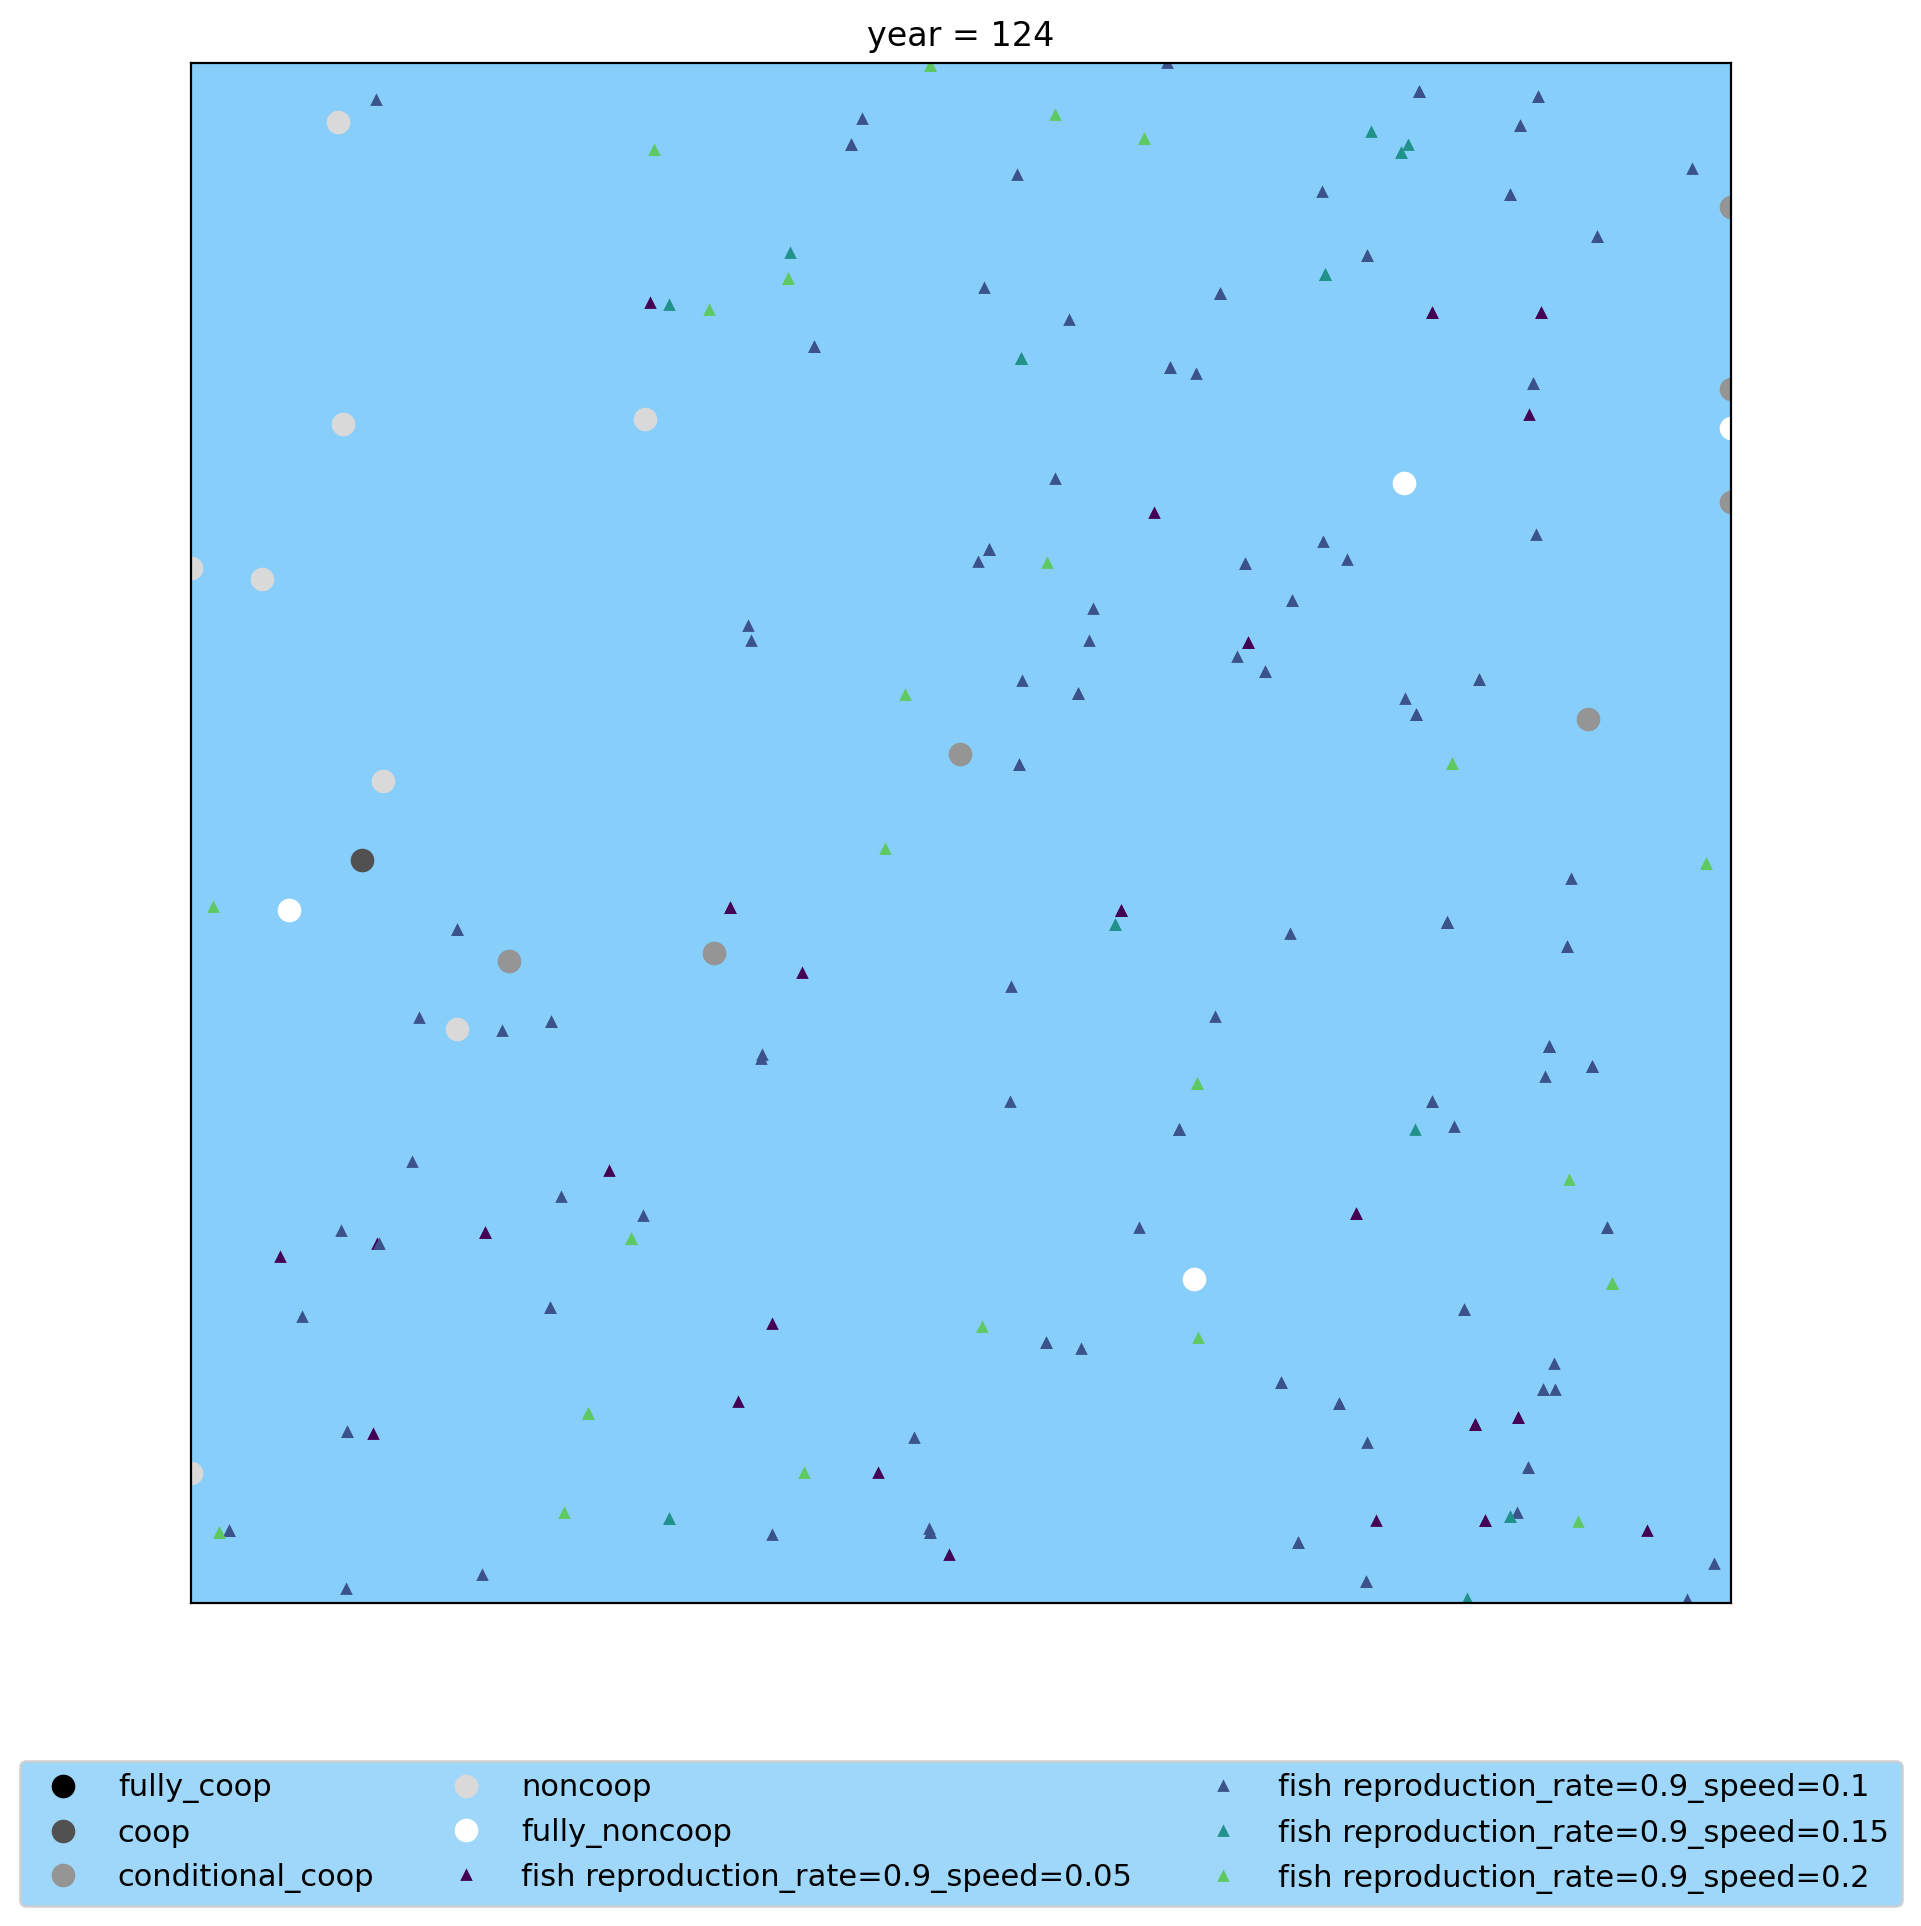 year = 124
fully_coop
coop
conditional_coop
noncoop
fully_noncoop
fish reproduction_rate=0.9_speed=0.05
fish reproduction_rate=0.9_speed=0.1
fish reproduction_rate=0.9_speed=0.15
fish reproduction_rate=0.9_speed=0.2